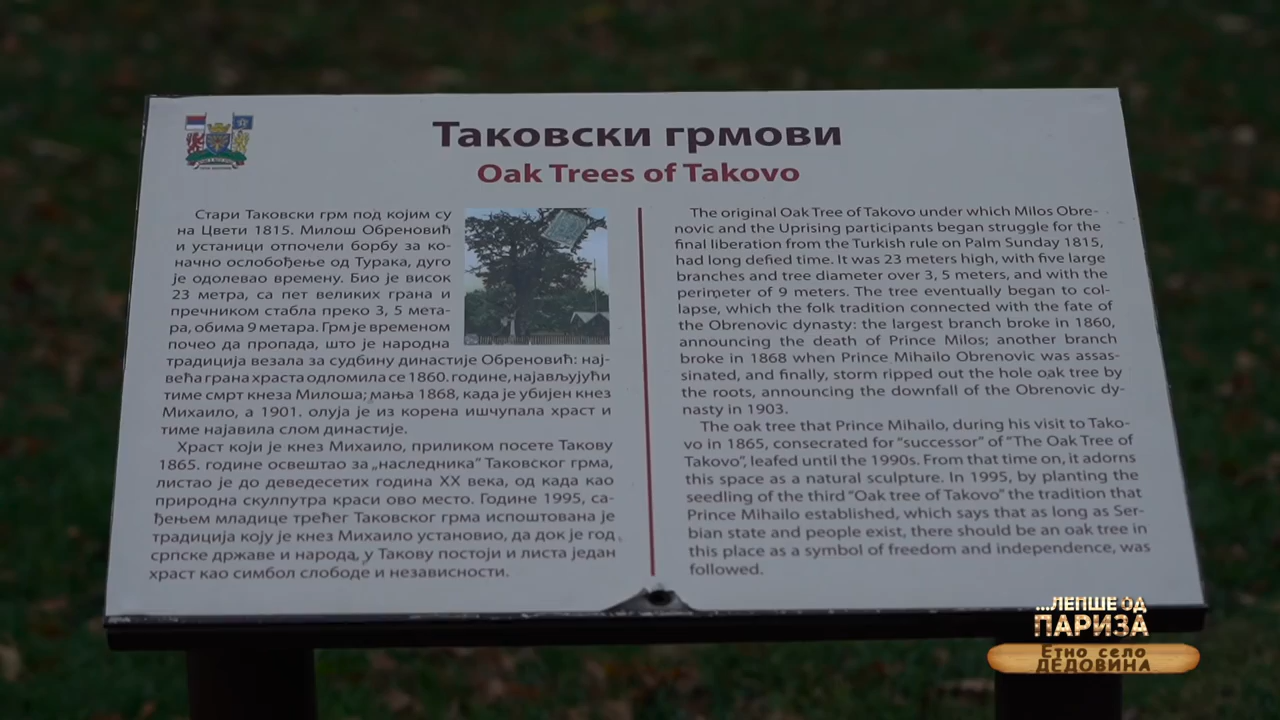 Таковски грмови
Oak Trees of Takovo
Стари Таковски грм под којим су
на Цвети 1815. Милош Обреновић
и устаници отпочели борбу за ко-
начно ослобођење од Турака, дуго
је одолевао времену. Био је висок
23 метра, са пет великих грана и
пречником стабла преко 3, 5 мета-
ра, обима 9 метара. Грм је временом
почео да пропада, што је народна
традиција везала за судбину династије Обреновић: нај-
већа грана храста одломила се 1860. године, најављујући
тиме смрт кнеза Милоша; мања 1868, када је убијен кнез
Михаило, а 1901. олуја је из корена ишчупала храст и
тиме најавила слом династије.
Храст који је кнез Михаило, приликом посете Такову
1865. године освештао за „наследника" Таковског грма,
листао је до деведесетих година XX века, од када као
природна скулпутра краси ово место. Године 1995, са-
ђењем младице трећег Таковског грма испоштована је
традиција коју је кнез Михаило установио, да док је год
српске државе и народа, у Такову постоји и листа један
храст као симбол слободе и независности.
The original Oak Tree of Takovo under which Milos Obre-
novic and the Uprising participants began struggle for the
final liberation from the Turkish rule on Palm Sunday 1815,
had long defied time. It was 23 meters high, with five large
branches and tree diameter over 3, 5 meters, and with the
perimeter of 9 meters. The tree eventually began to col-
lapse, which the folk tradition connected with the fate of
the Obrenovic dynasty: the largest branch broke in 1860,
announcing the death of Prince Milos; another branch
broke in 1868 when Prince Mihailo Obrenovic was assas-
sinated, and finally, storm ripped out the hole oak tree by
the roots, announcing the downfall of the Obrenovic dy-
nasty in 1903.
The oak tree that Prince Mihailo, during his visit to Tako-
vo in 1865, consecrated for "successor" of "The Oak Tree of
Takovo", leafed until the 1990s. From that time on, it adorns
this space as a natural sculpture. In 1995, by planting the
seedling of the third "Oak tree of Takovo" the tradition that
Prince Mihailo established, which says that as long as Ser-
bian state and people exist, there should be an oak tree in
this place as a symbol of freedom and independence, was
followed.
...ЛЕПШЕ ОД
ПАРИЗА
Етно село
ДЕДОВИНА